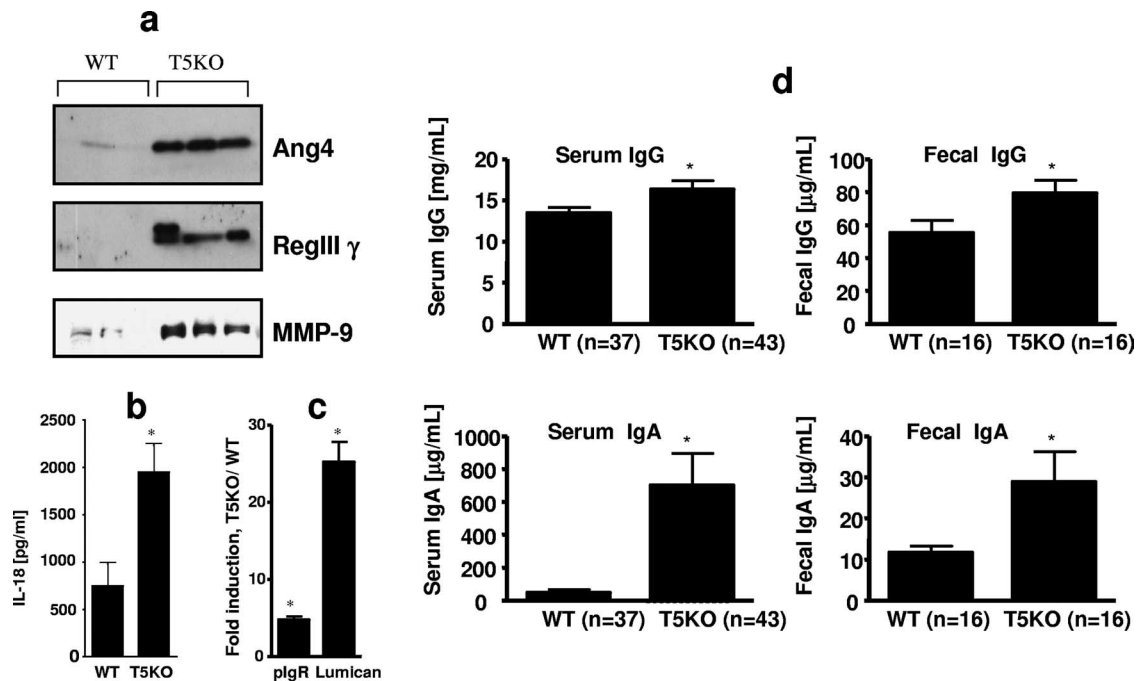 a
WT T5KO
Ang4
RegIII γ
MMP-9
b
IL-18 [pg/ml]
2500
2000
1500
1000
500
0
*
WT T5KO
c
Fold induction, T5KO/ WT
30
20
10
0
*
*
pIgR Lumican
d
Serum IgG
Serum IgG [mg/mL]
20
15
10
5
0
*
WT (n=37) T5KO (n=43)
Fecal IgG
Fecal IgG [µg/mL]
100
80
60
40
20
0
*
WT (n=16) T5KO (n=16)
Serum IgA
Serum IgA [µg/mL]
1000
800
600
400
200
0
*
WT (n=37) T5KO (n=43)
Fecal IgA
Fecal IgA [µg/mL]
40
30
20
10
0
*
WT (n=16) T5KO (n=16)